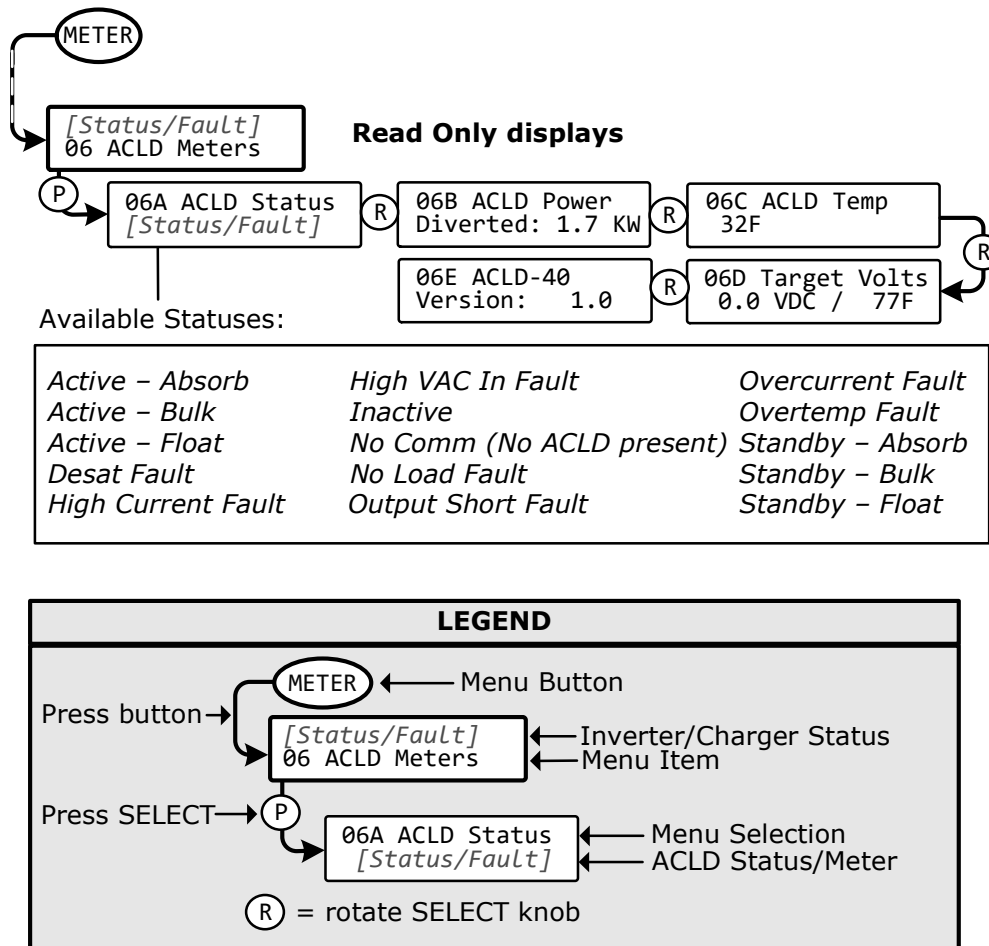 METER
[Status/Fault]
06 ACLD Meters
Read Only displays
P
06A ACLD Status
[Status/Fault]
R
06B ACLD Power
Diverted: 1.7 KW
R
06C ACLD Temp
32F
R
06D Target Volts
0.0 VDC / 77F
R
06E ACLD-40
Version: 1.0
Available Statuses:
Active – Absorb
Active – Bulk
Active – Float
Desat Fault
High Current Fault
High VAC In Fault
Inactive
No Comm (No ACLD present)
No Load Fault
Output Short Fault
Overcurrent Fault
Overtemp Fault
Standby – Absorb
Standby – Bulk
Standby – Float
LEGEND
METER
Menu Button
Press button
[Status/Fault]
06 ACLD Meters
Inverter/Charger Status
Menu Item
Press SELECT
P
06A ACLD Status
[Status/Fault]
Menu Selection
ACLD Status/Meter
R = rotate SELECT knob